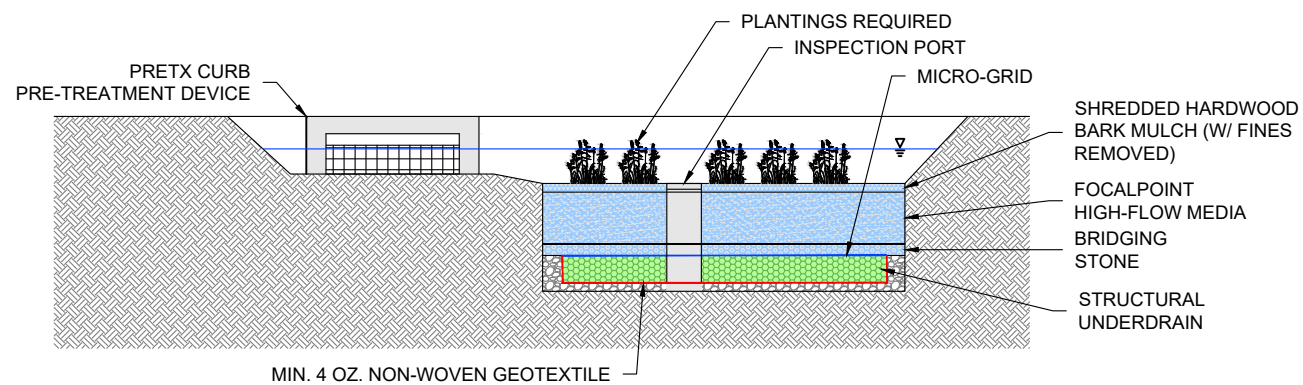 PLANTINGS REQUIRED
INSPECTION PORT
MICRO-GRID
PRETX CURB
PRE-TREATMENT DEVICE
SHREDDED HARDWOOD
BARK MULCH (W/ FINES
REMOVED)
FOCALPOINT
HIGH-FLOW MEDIA
BRIDGING
STONE
STRUCTURAL
UNDERDRAIN
MIN. 4 OZ. NON-WOVEN GEOTEXTILE